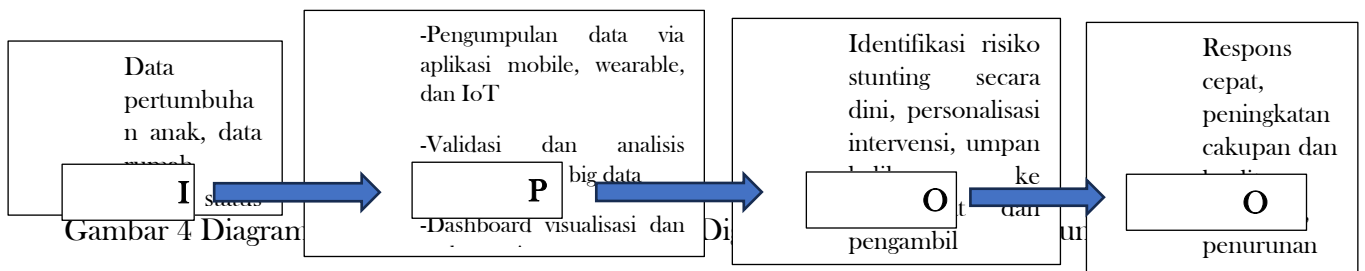 Data
pertumbuha
n anak, data
rumah
status
I
-Pengumpulan data via
aplikasi mobile, wearable,
dan IoT
-Validasi dan analisis
big data
P
-Dashboard visualisasi dan
Identifikasi risiko
stunting secara
dini, personalisasi
intervensi, umpan
ke
O
dan
pengambil
Respons
cepat,
peningkatan
cakupan dan
O
penurunan
Gambar 4 Diagram